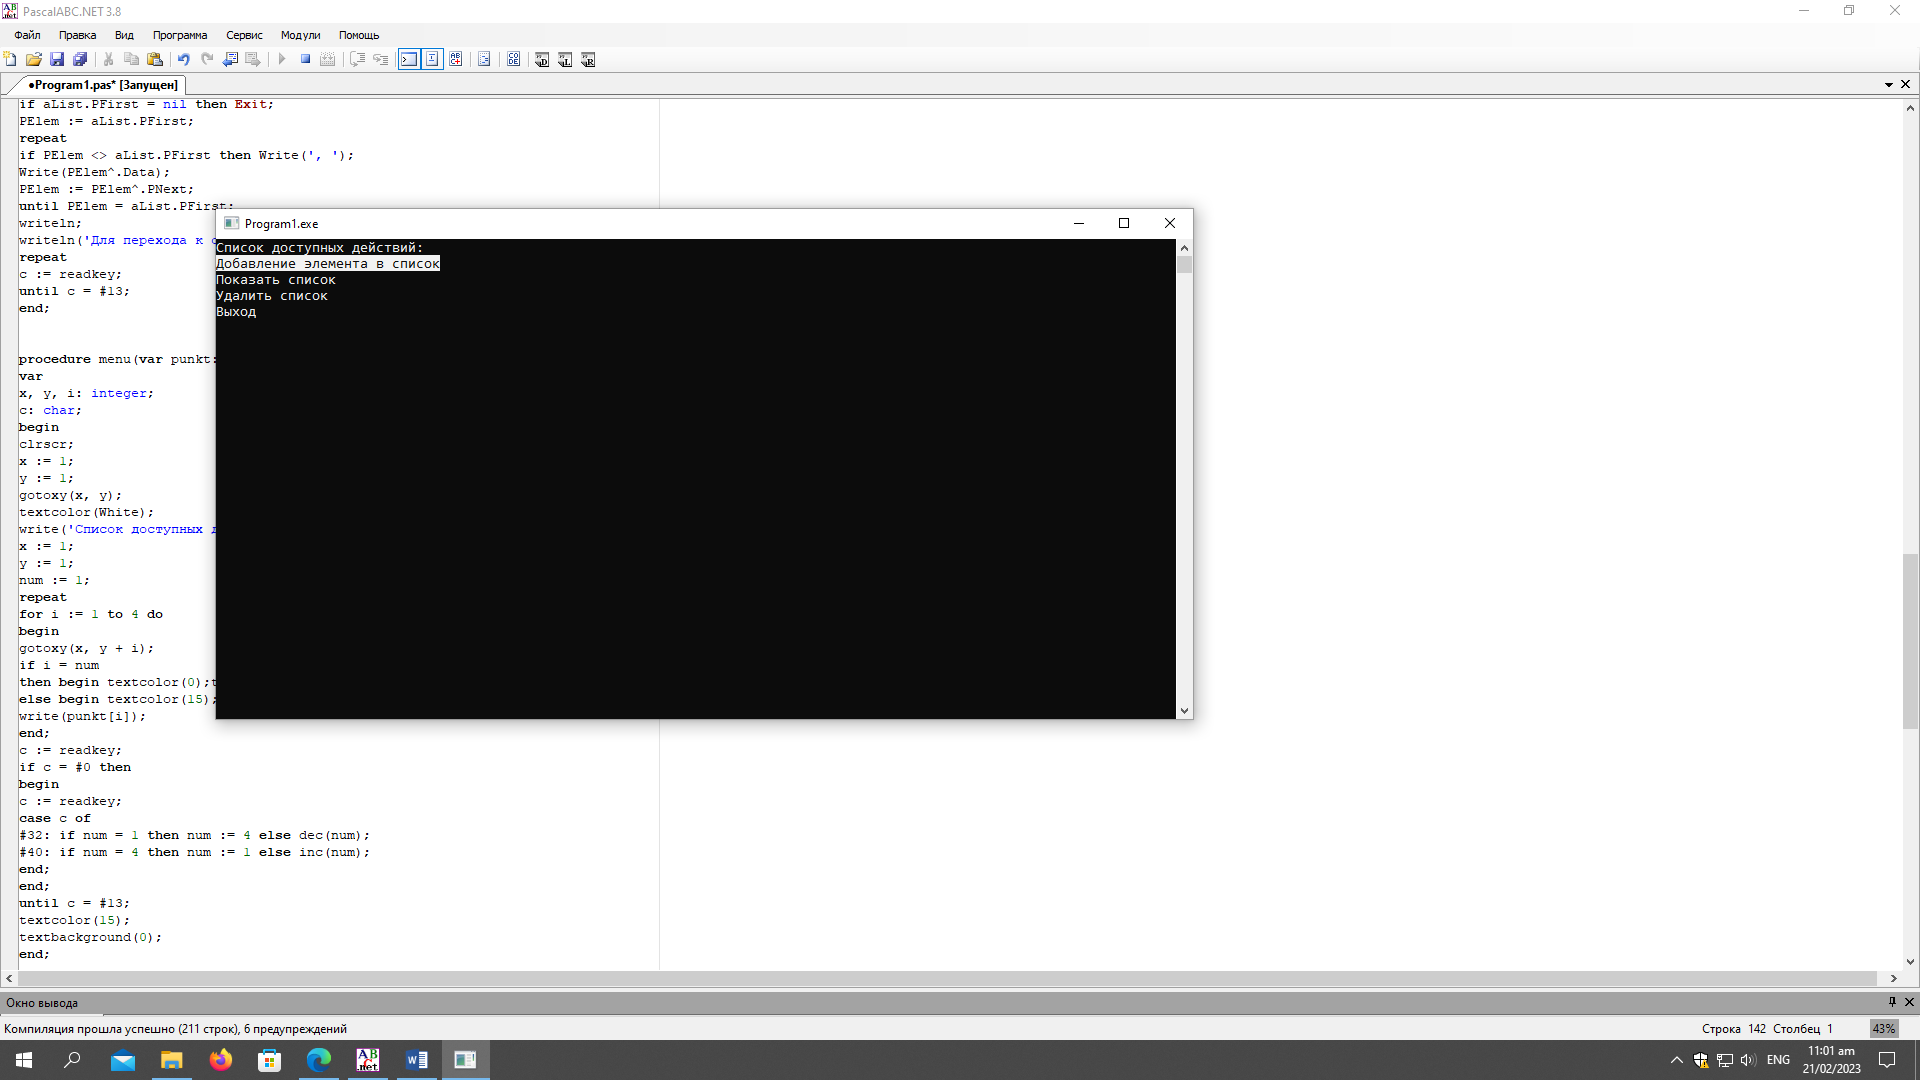 PascalABC.NET 3.8
Файл Правка Вид Программа Сервис Модули Помощь
•Program1.pas* [Запущен]
if aList.PFirst = nil then Exit;
PElem := aList.PFirst;
repeat
if PElem <> aList.PFirst then Write(', ');
Write(PElem^.Data);
PElem := PElem^.PNext;
until PElem = aList.PFirst;
writeln;
writeln('Для перехода к
repeat
c := readkey;
until c = #13;
end;
procedure menu(var punkt:
var
x, y, i: integer;
c: char;
begin
clrscr;
x := 1;
y := 1;
gotoxy(x, y);
textcolor(White);
write('Список доступных
x := 1;
y := 1;
num := 1;
repeat
for i := 1 to 4 do
begin
gotoxy(x, y + i);
if i = num
then begin textcolor(0);
else begin textcolor(15);
write(punkt[i]);
end;
c := readkey;
if c = #0 then
begin
c := readkey;
case c of
#32: if num = 1 then num := 4 else dec(num);
#40: if num = 4 then num := 1 else inc(num);
end;
end;
until c = #13;
textcolor(15);
textbackground(0);
end;
Program1.exe
Список доступных действий:
Добавление элемента в список
Показать список
Удалить список
Выход
Окно вывода
Компиляция прошла успешно (211 строк), 6 предупреждений
Строка 142 Столбец 1
43%
ENG
11:01 am
21/02/2023